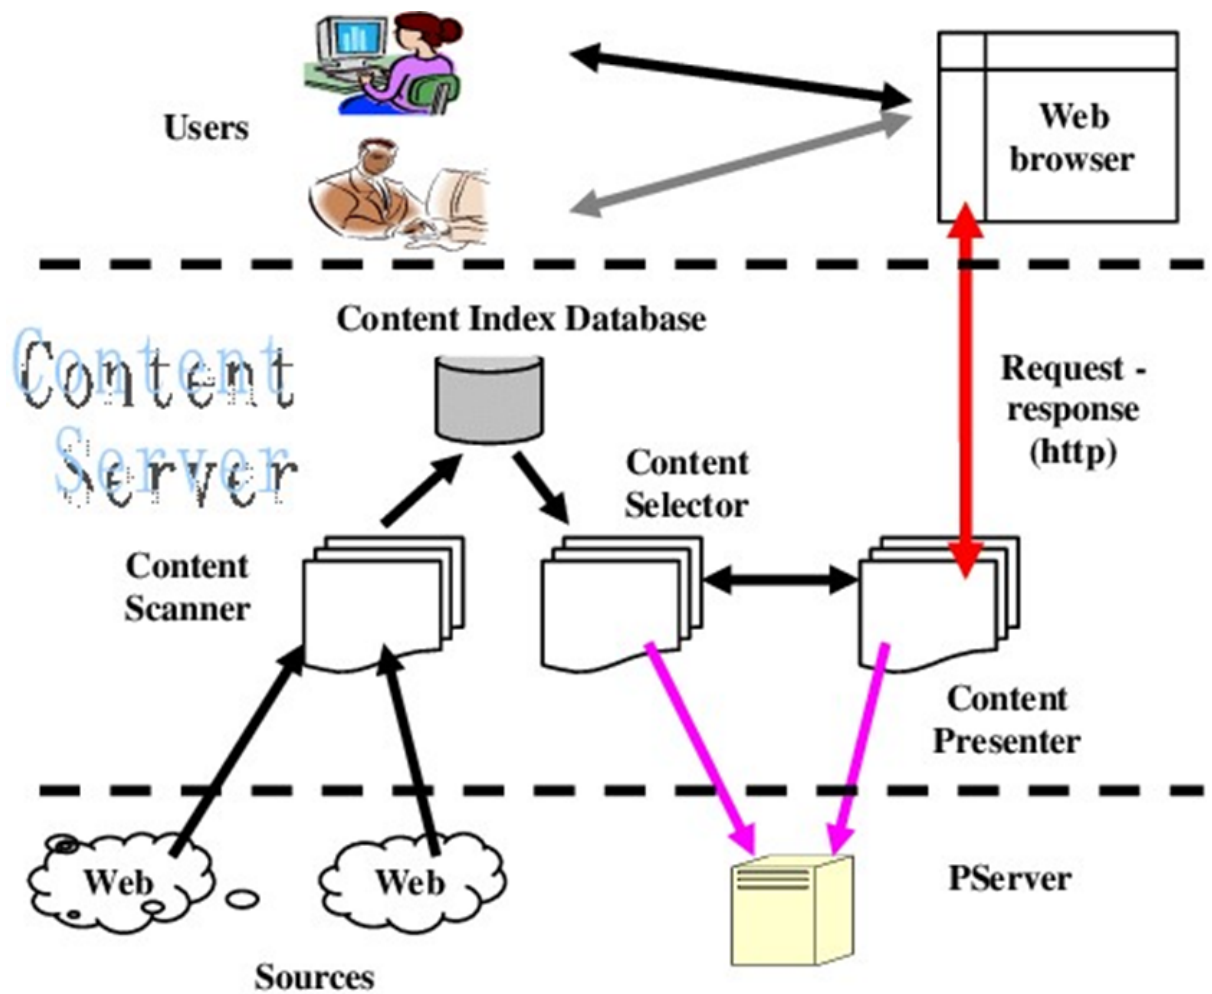 Users
Web
browser
Content Index Database
Content
Server
Request -
response
(http)
Content
Selector
Content
Scanner
Content
Presenter
Web
Web
PServer
Sources